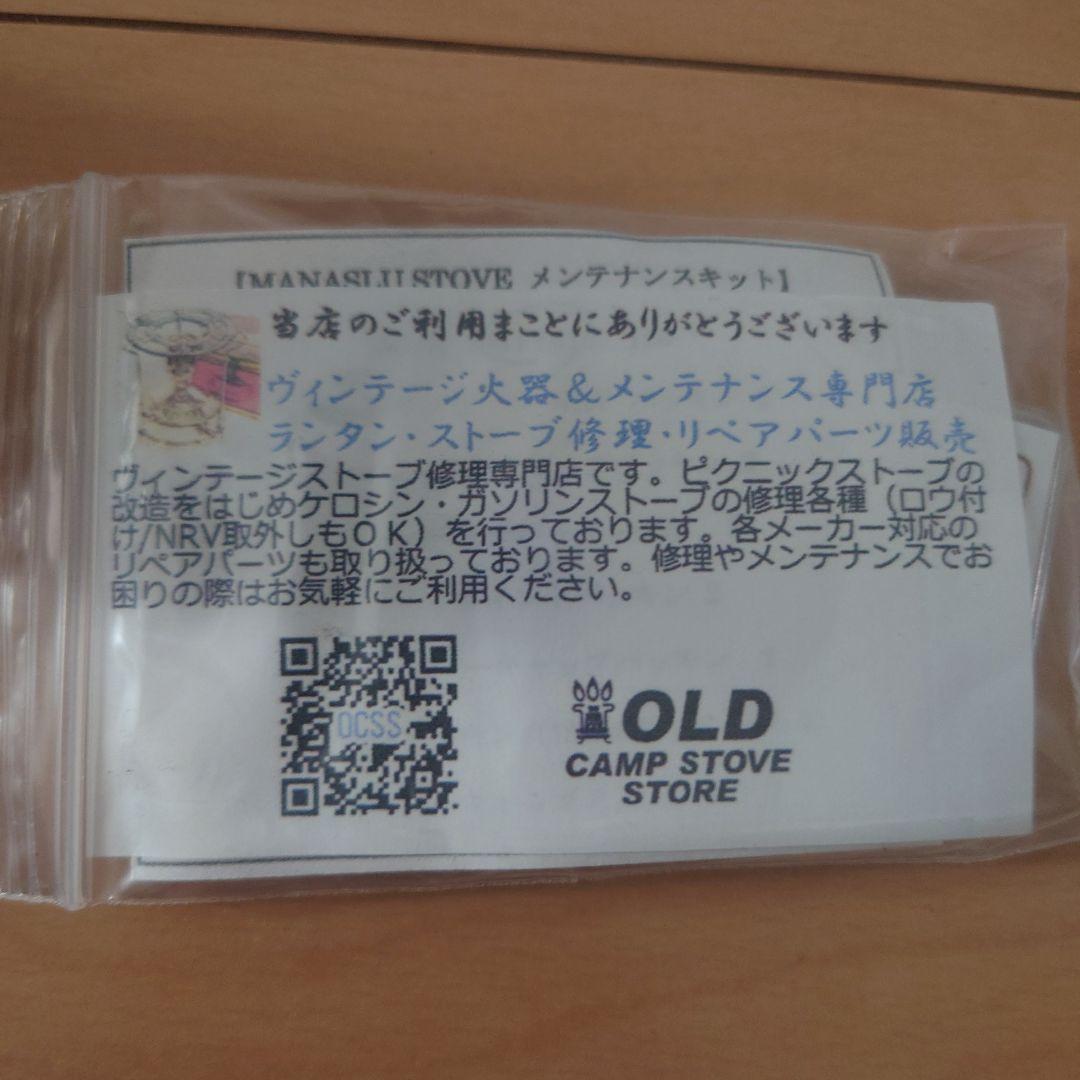 【MANASLU STOVE メンテナンスキット】
当店のご利用まことにありがとうございます
ヴィンテージ火器&メンテナンス専門店
ランタン・ストーブ修理・リペアパーツ販売
ヴィンテージストーブ修理専門店です。ピクニックストーブの
改造をはじめケロシン・ガソリンストーブの修理各種（ロウ付
け/NRV取外しもＯＫ）を行っております。各メーカー対応の
リペアパーツも取り扱っております。修理やメンテナンスでお
困りの際はお気軽にご利用ください。
OCSS
OLD
CAMP STOVE
STORE